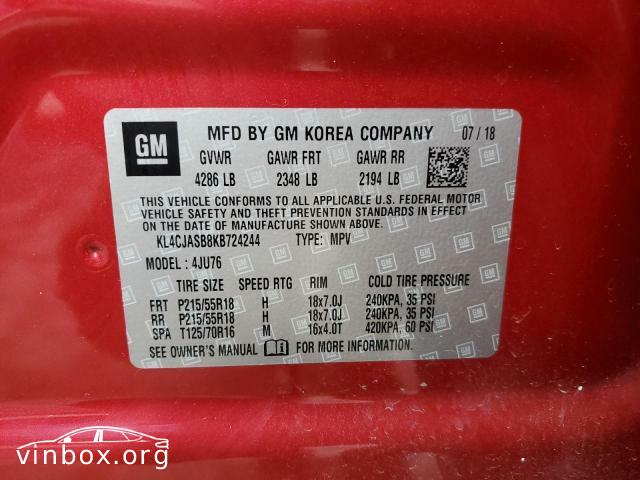 GM MFD BY GM KOREA COMPANY 07 / 18
GVWR GAWR FRT GAWR RR
4286 LB 2348 LB 2194 LB
THIS VEHICLE CONFORMS TO ALL APPLICABLE U.S. FEDERAL MOTOR
VEHICLE SAFETY AND THEFT PREVENTION STANDARDS IN EFFECT
ON THE DATE OF MANUFACTURE SHOWN ABOVE.
KL4CJASB8KB724244 TYPE: MPV
MODEL : 4JU76
TIRE SIZE SPEED RTG RIM COLD TIRE PRESSURE
FRT P215/55R18 H 18x7.0J 240KPA, 35 PSI
RR P215/55R18 H 18x7.0J 240KPA, 35 PSI
SPA T125/70R16 M 16x4.0T 420KPA, 60 PSI
SEE OWNER'S MANUAL FOR MORE INFORMATION.
vinbox.org